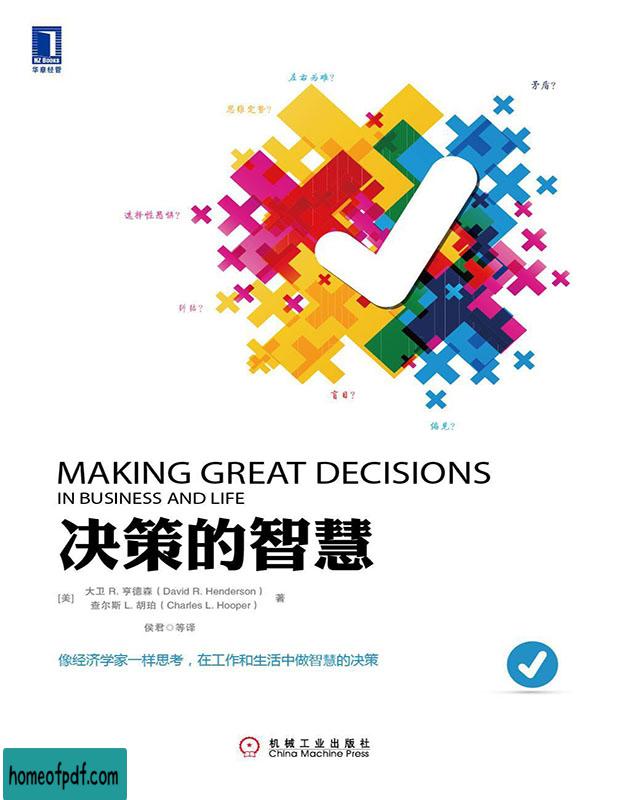 HZ BOOKS
华章经管
左右为难?
矛盾?
思维定势?
选择性思惧?
纠结?
盲目?
偏见?
MAKING GREAT DECISIONS
IN BUSINESS AND LIFE
决策的智慧
[美] 大卫 R. 亨德森(David R. Henderson)
查尔斯 L. 胡珀(Charles L. Hooper) 著
侯君◎等译
像经济学家一样思考,在工作和生活中做智慧的决策
机械工业出版社
China Machine Press
homeofpdf.com